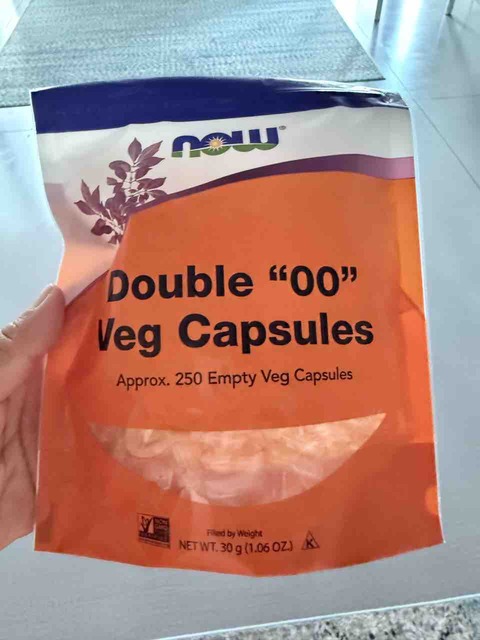 NOW®
Double “00”
Veg Capsules
Approx. 250 Empty Veg Capsules
Filled by Weight
NET WT. 30 g (1.06 OZ.)
K